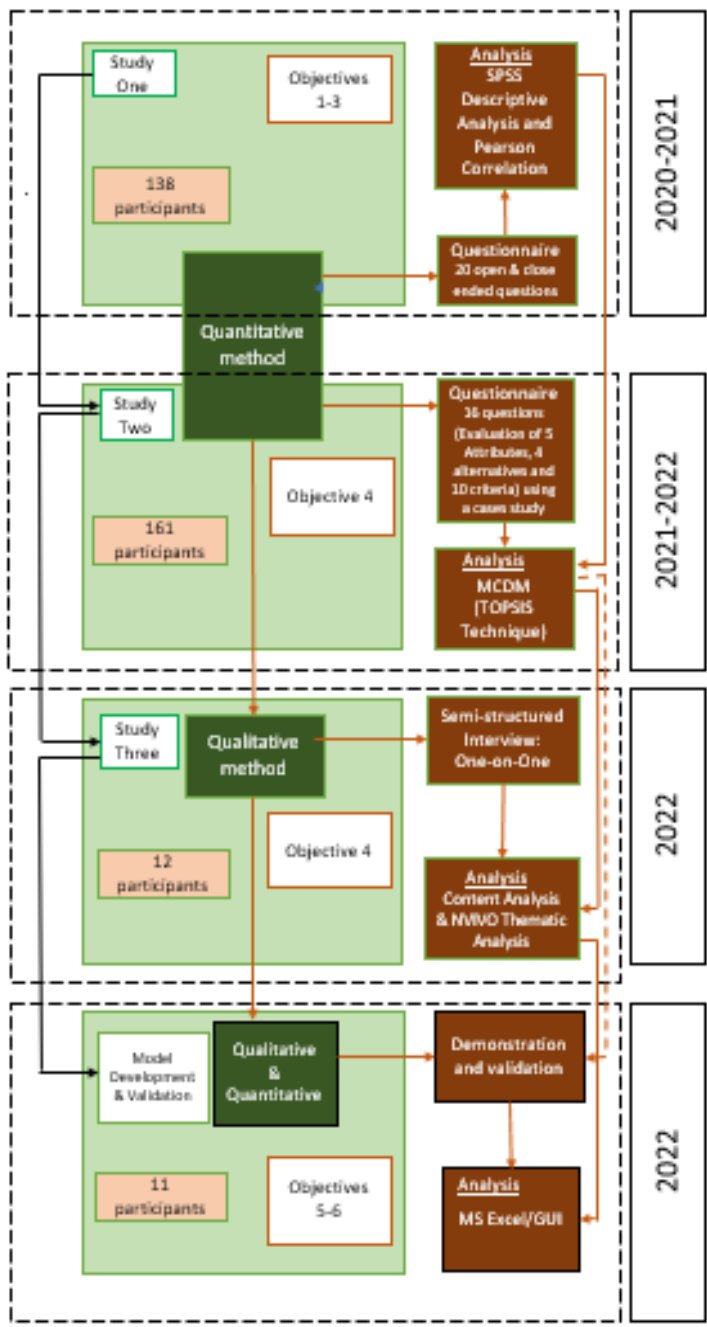 Study
One
Objectives
1-3
138
participants
Analysis
SPSS
Descriptive
Analysis and
Pearson
Correlation
Questionnaire
20 open & close
ended questions
2020-2021
Quantitative
method
Study
Two
Objective 4
161
participants
Questionnaire
16 questions
(Evaluation of 5
Attributes, 4
alternatives and
10 criteria) using
a cases study
Analysis
MCDM
(TOPSIS
Technique)
2021-2022
Study
Three
Qualitative
method
Objective 4
12
participants
Semi-structured
Interview:
One-on-One
Analysis
Content Analysis
& NVIVO Thematic
Analysis
2022
Model
Development
& Validation
Qualitative
&
Quantitative
11
participants
Objectives
5-6
Demonstration
and validation
Analysis
MS Excel/GUI
2022